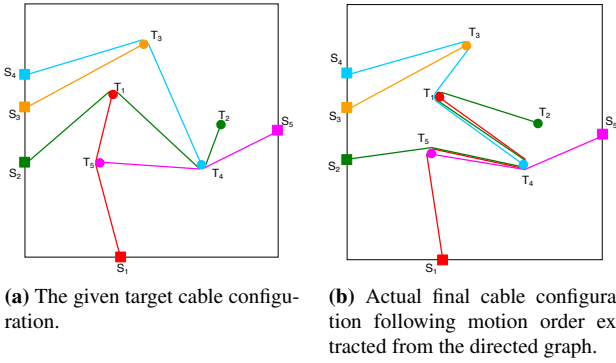 T₃
S₄
T₁
S₃
T₂
S₅
S₂
T₅
T₄
S₁
T₃
S₄
T₁
S₃
T₂
S₅
T₅
S₂
T₄
S₁
(a) The given target cable configu-
ration.
(b) Actual final cable configura
tion following motion order ex
tracted from the directed graph.